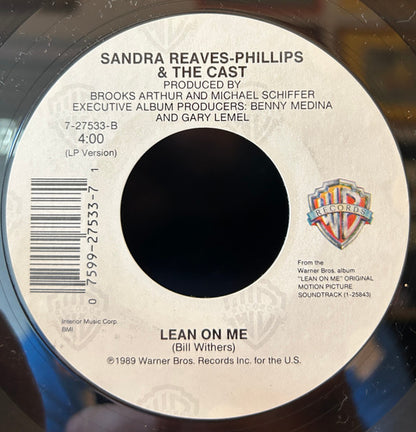 SANDRA REAVES-PHILLIPS
& THE CAST
PRODUCED BY
BROOKS ARTHUR AND MICHAEL SCHIFFER
EXECUTIVE ALBUM PRODUCERS: BENNY MEDINA
AND GARY LEMEL
7-27533-B
4:00
(LP Version)
0 7599-27533-7 1
WB
RECORDS
From the
Warner Bros. album
"LEAN ON ME" ORIGINAL
MOTION PICTURE
SOUNDTRACK (1-25843)
Interior Music Corp.
BMI
LEAN ON ME
(Bill Withers)
℗1989 Warner Bros. Records Inc. for the U.S.